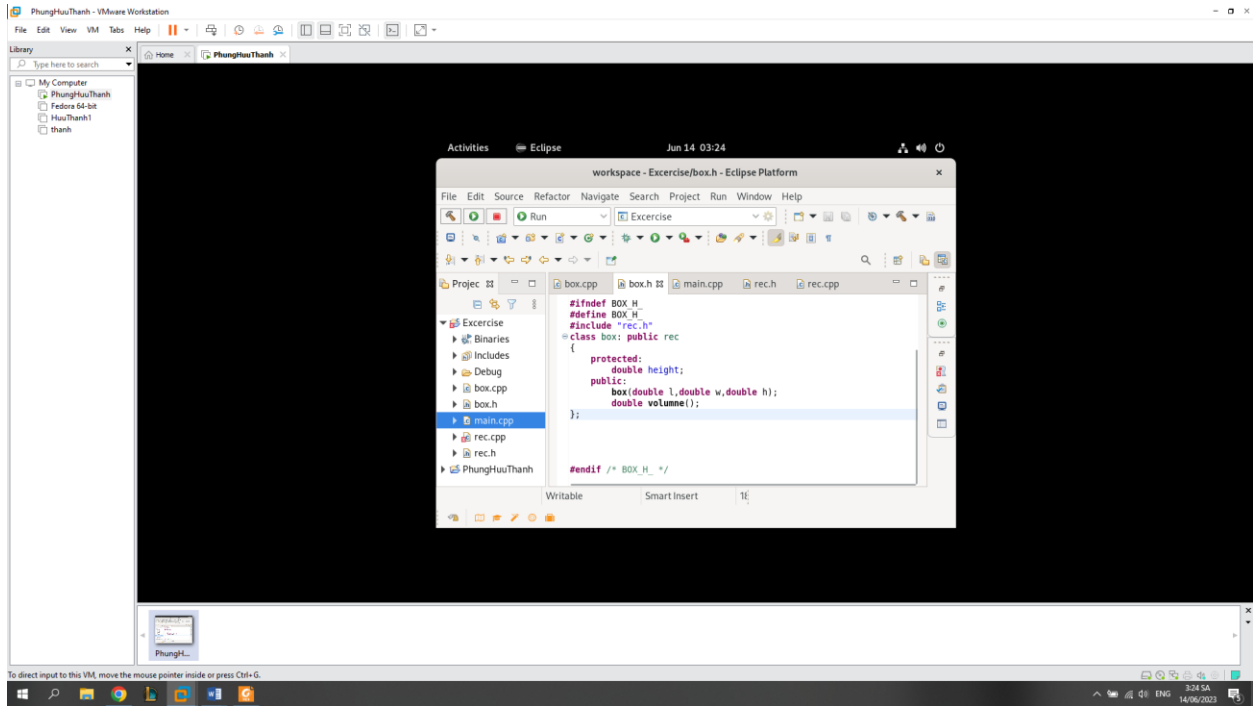 PhungHuuThanh - VMware Workstation
File Edit View VM Tabs Help
Library
Type here to search
My Computer
PhungHuuThanh
Fedora 64-bit
HuuThanh1
thanh
Home
PhungHuuThanh
Activities Eclipse Jun 14 03:24
workspace - Excercise/box.h - Eclipse Platform
File Edit Source Refactor Navigate Search Project Run Window Help
Run Excercise
Projec
Excercise
Binaries
Includes
Debug
box.cpp
box.h
main.cpp
rec.cpp
rec.h
PhungHuuThanh
box.cpp box.h main.cpp rec.h rec.cpp
#ifndef BOX_H_
#define BOX_H_
#include "rec.h"
class box: public rec
{
protected:
double height;
public:
box(double l,double w,double h);
double volumne();
};
#endif /* BOX_H_ */
Writable Smart Insert
PhungH...
To direct input to this VM, move the mouse pointer inside or press Ctrl+G.
ENG
3:24 SA
14/06/2023